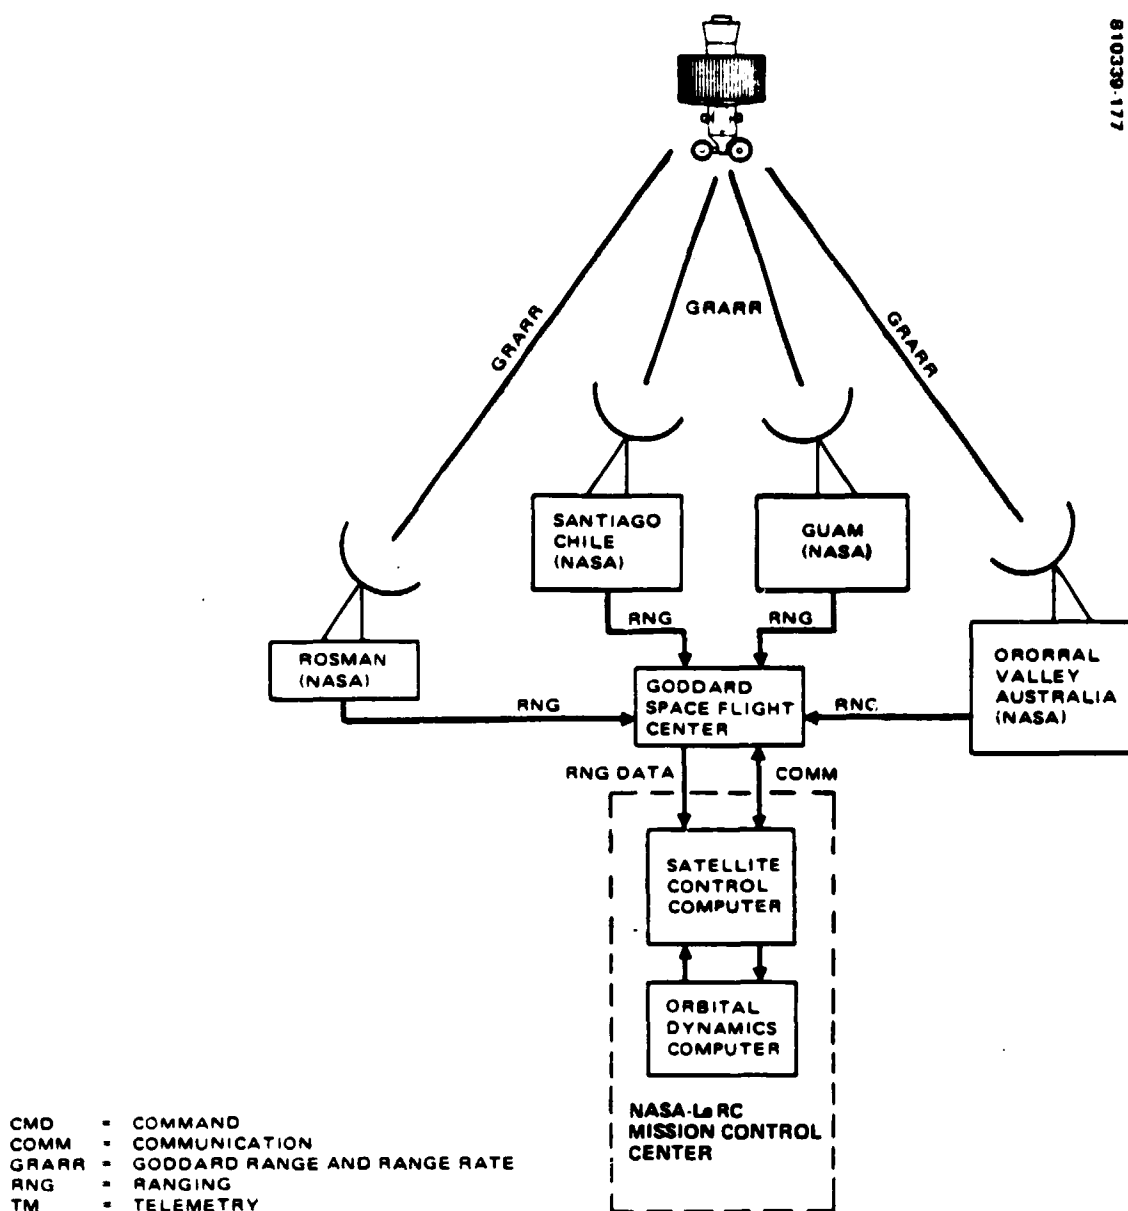 810339-177
GRARR
GRARR
GRARR
SANTIAGO
CHILE
(NASA)
GUAM
(NASA)
ROSMAN
(NASA)
ORORRAL
VALLEY
AUSTRALIA
(NASA)
RNG
RNG
RNG
RNG
GODDARD
SPACE FLIGHT
CENTER
RNG DATA
COMM
SATELLITE
CONTROL
COMPUTER
ORBITAL
DYNAMICS
COMPUTER
NASA-LaRC
MISSION CONTROL
CENTER
CMD = COMMAND
COMM = COMMUNICATION
GRARR = GODDARD RANGE AND RANGE RATE
RNG = RANGING
TM = TELEMETRY